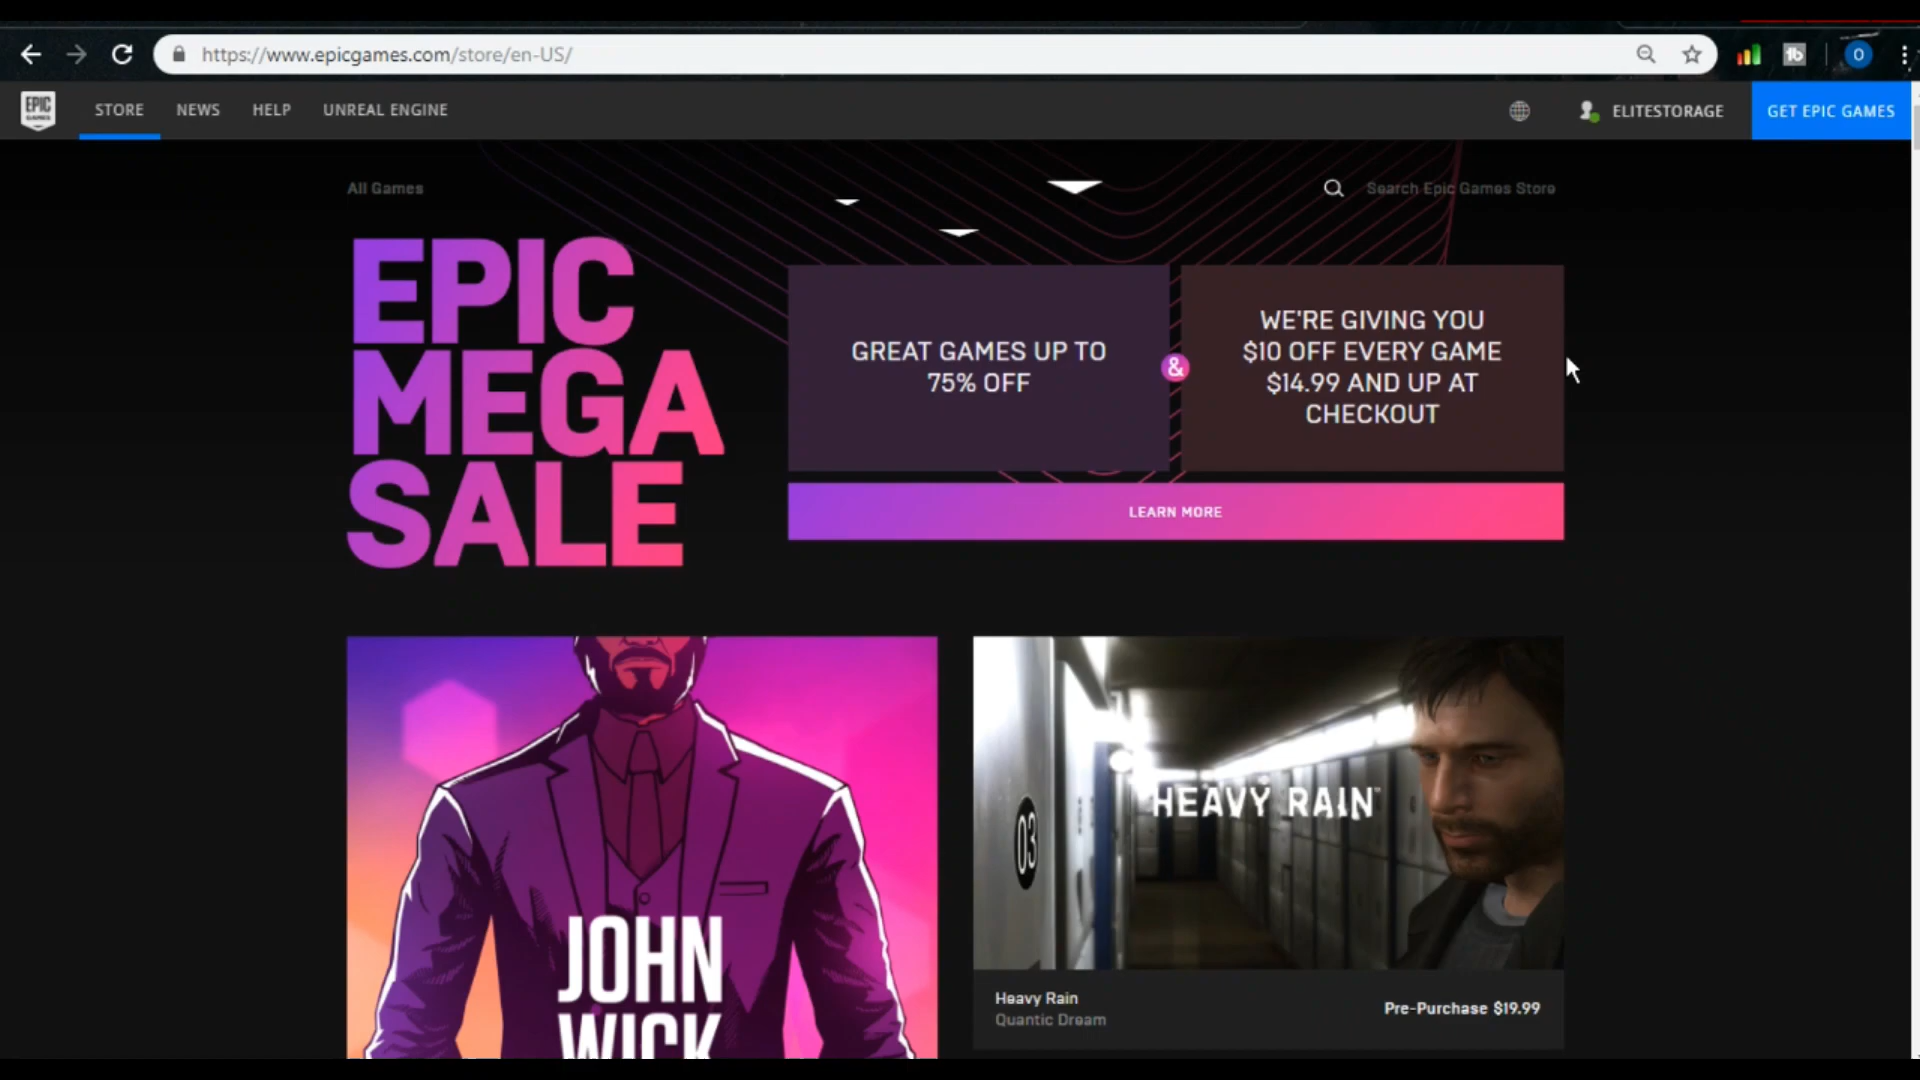 https://www.epicgames.com/store/en-US/
O
EPIC
GAMES
STORE
NEWS
HELP
UNREAL ENGINE
ELITESTORAGE
GET EPIC GAMES
All Games
Search Epic Games Store
EPIC
MEGA
SALE
GREAT GAMES UP TO
75% OFF
&
WE'RE GIVING YOU
$10 OFF EVERY GAME
$14.99 AND UP AT
CHECKOUT
LEARN MORE
JOHN
WICK
03
HEAVY RAIN™
Heavy Rain
Quantic Dream
Pre-Purchase $19.99